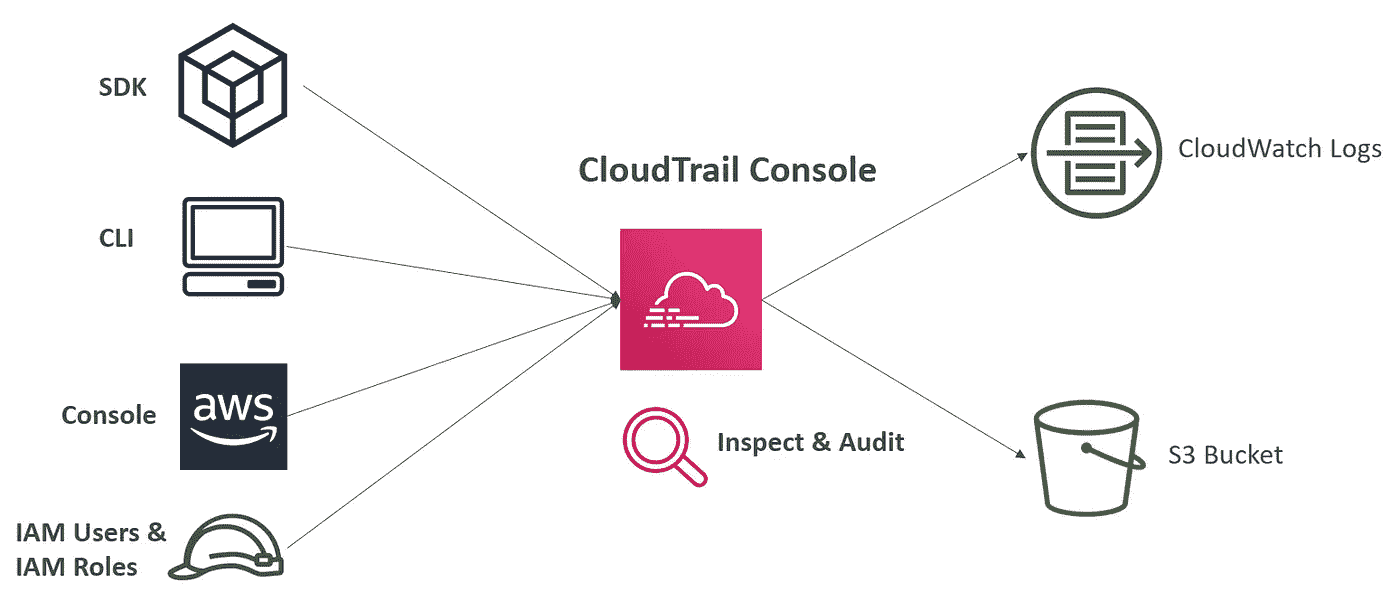 SDK
CLI
Console
aws
IAM Users &
IAM Roles
CloudTrail Console
Inspect & Audit
CloudWatch Logs
S3 Bucket